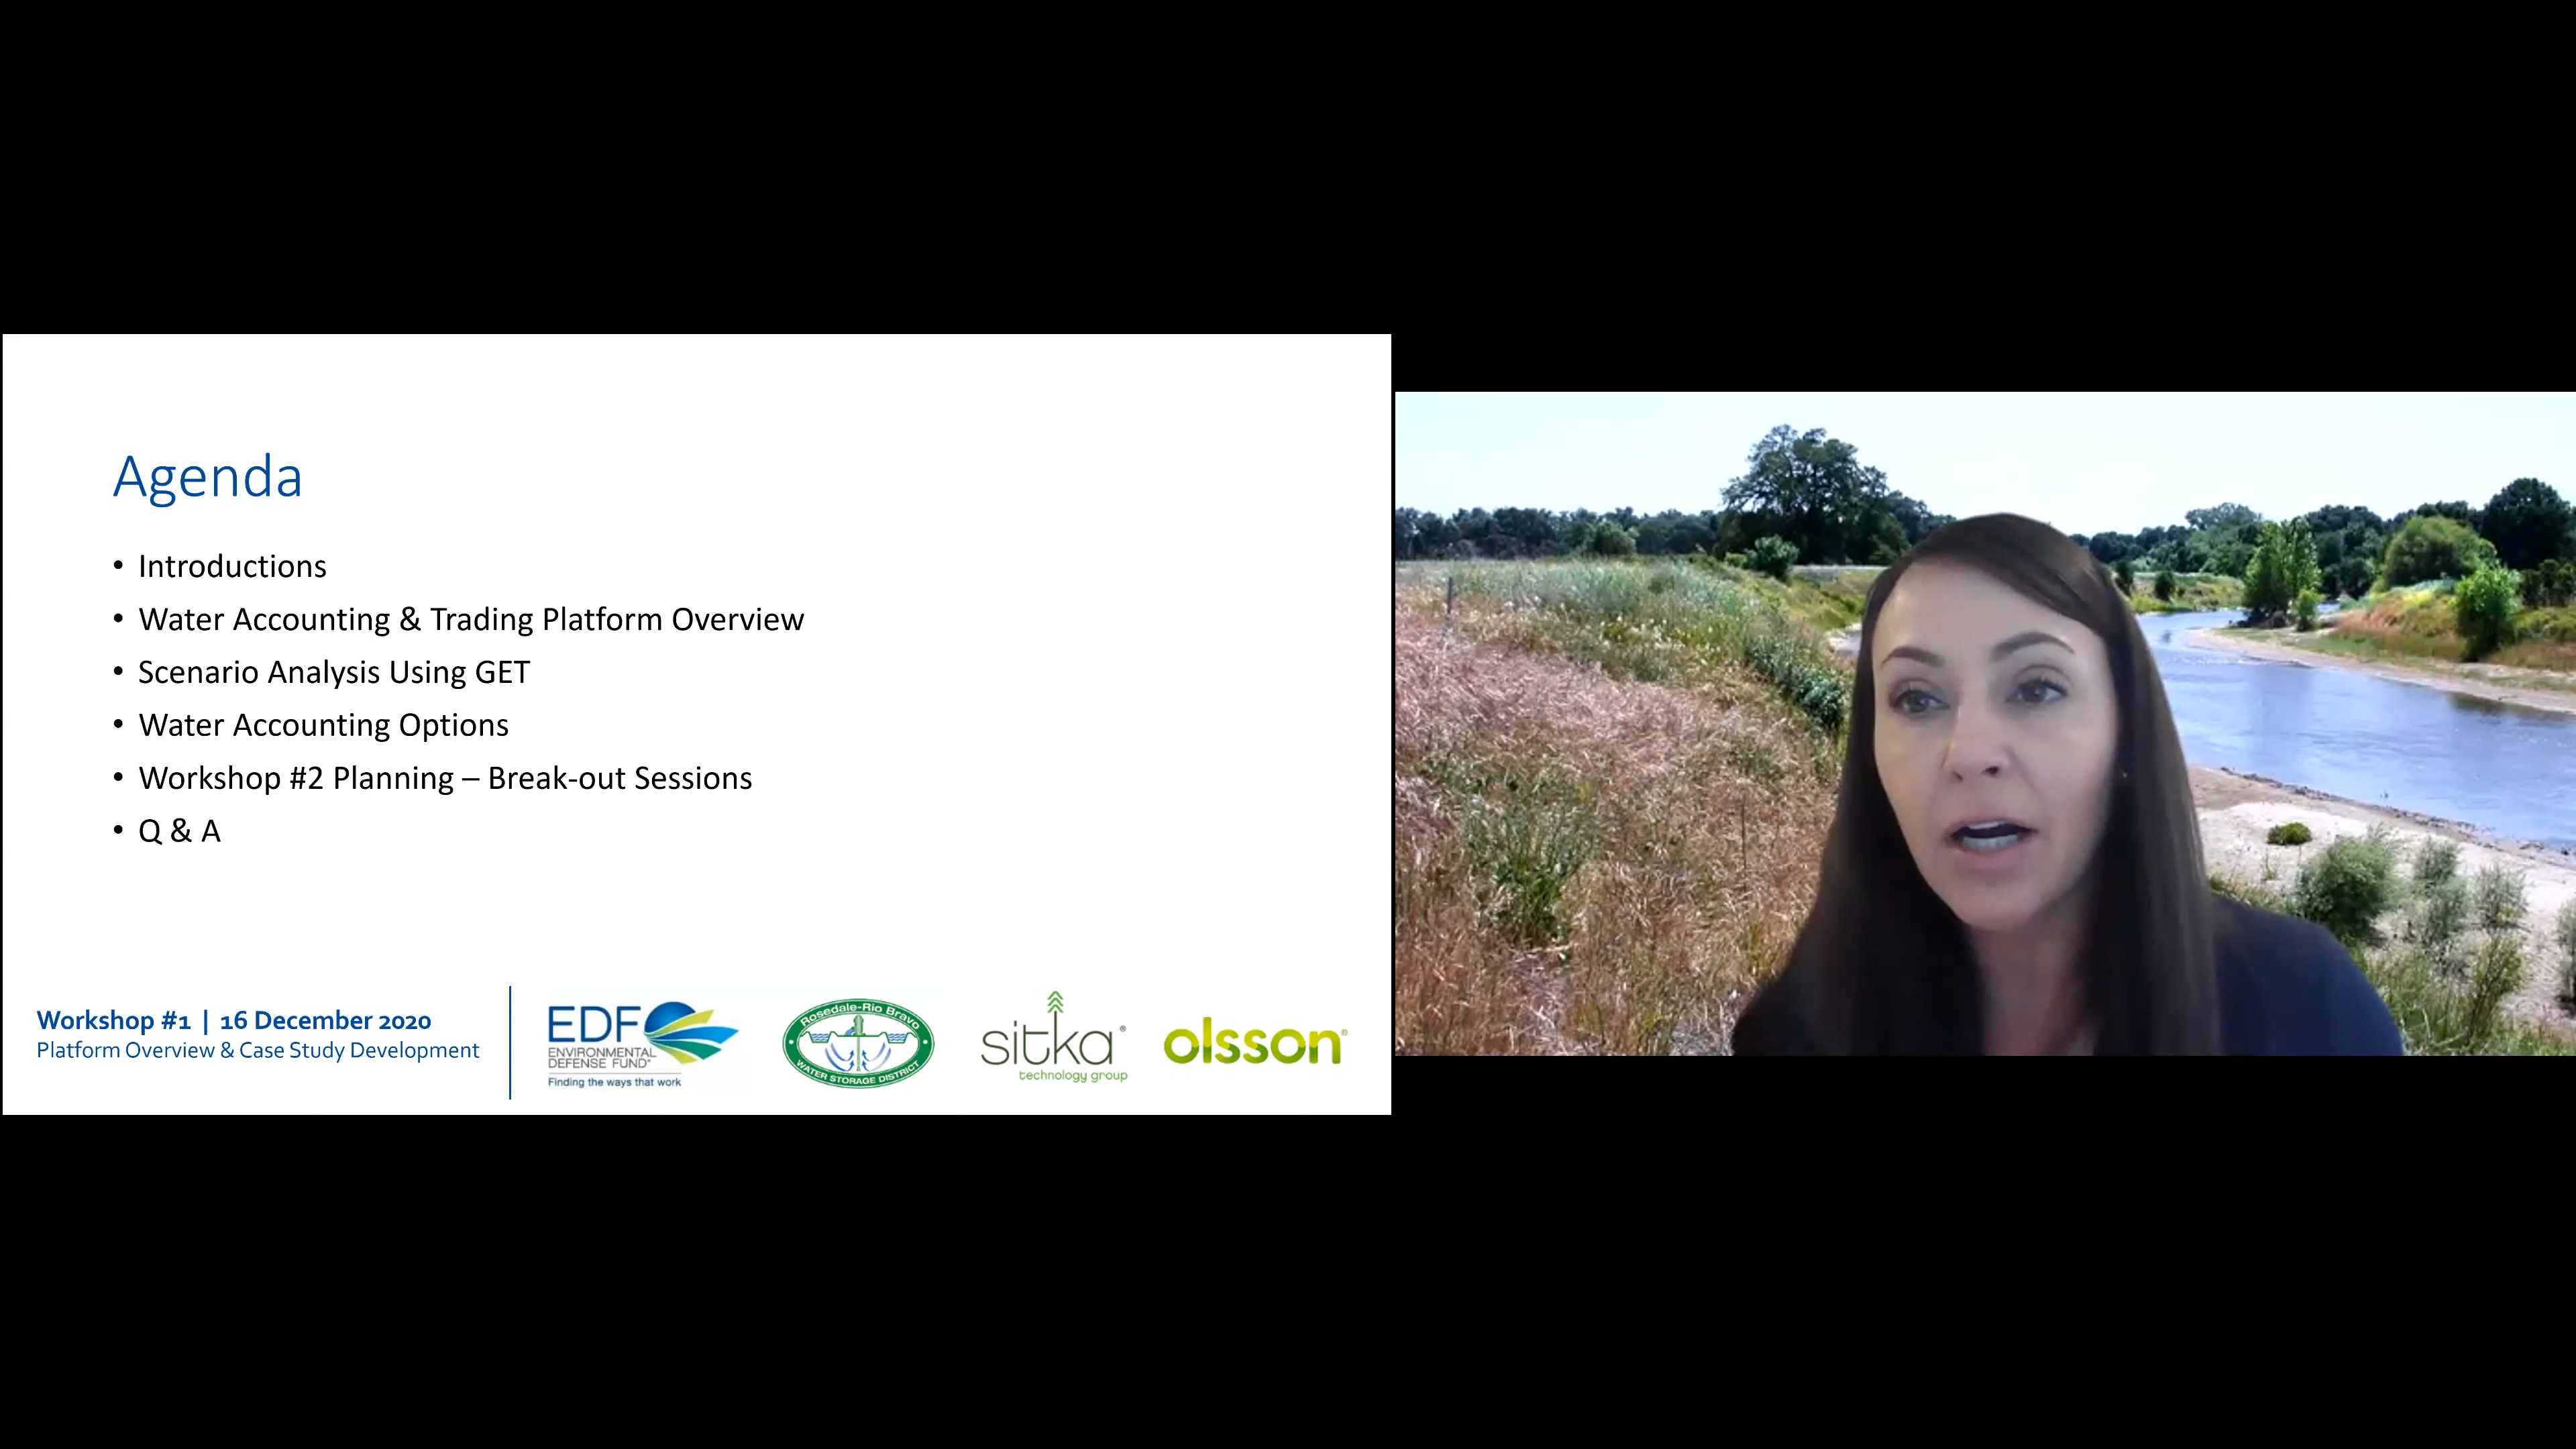 Agenda
• Introductions
• Water Accounting & Trading Platform Overview
• Scenario Analysis Using GET
• Water Accounting Options
• Workshop #2 Planning – Break-out Sessions
• Q & A
Workshop #1 | 16 December 2020
Platform Overview & Case Study Development
EDF
ENVIRONMENTAL
DEFENSE FUND®
Finding the ways that work
Rosedale-Rio Bravo
WATER STORAGE DISTRICT
sitka®
technology group
olsson®